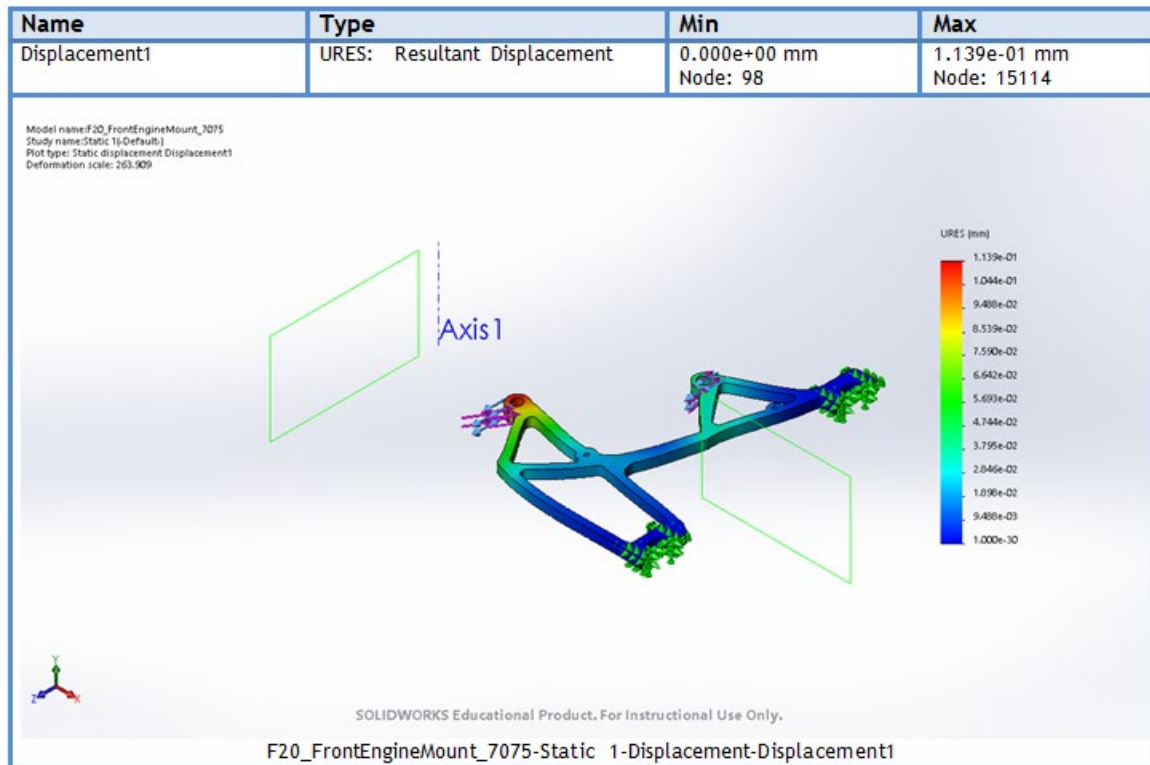 Name Type Min Max
Displacement1 URES: Resultant Displacement 0.000e+00 mm 1.139e-01 mm
Node: 98 Node: 15114
Model name:F20_FrontEngineMount_7075
Study name:Static 1(-Default-)
Plot type: Static displacement Displacement1
Deformation scale: 263.909
URES (mm)
1.139e-01
1.044e-01
9.488e-02
8.539e-02
7.590e-02
6.642e-02
5.693e-02
4.744e-02
3.795e-02
2.846e-02
1.898e-02
9.488e-03
1.000e-30
Axis1
Y
Z X
SOLIDWORKS Educational Product. For Instructional Use Only.
F20_FrontEngineMount_7075-Static 1-Displacement-Displacement1